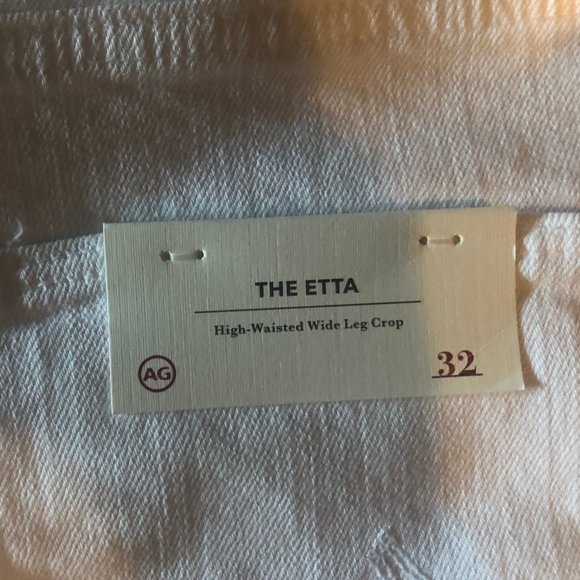 THE ETTA
High-Waisted Wide Leg Crop
AG
32